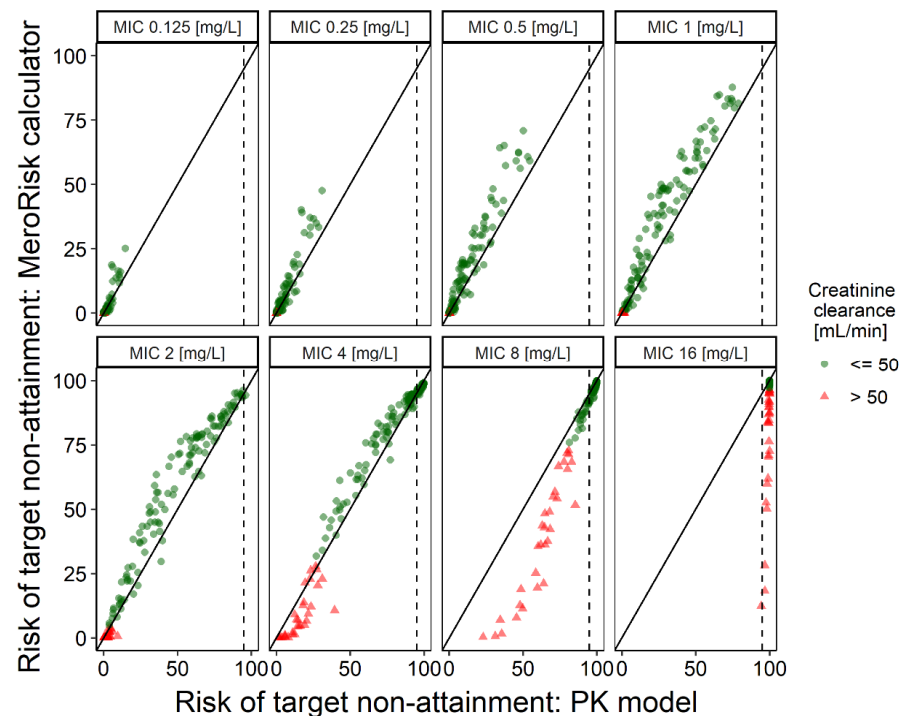 MIC 0.125 [mg/L] MIC 0.25 [mg/L] MIC 0.5 [mg/L] MIC 1 [mg/L]
100
75
50
25
0
MIC 2 [mg/L] MIC 4 [mg/L] MIC 8 [mg/L] MIC 16 [mg/L]
100
75
50
25
0
0 50 100 0 50 100 0 50 100 0 50 100
Risk of target non-attainment: PK model
Risk of target non-attainment: MeroRisk calculator
Creatinine
clearance
[mL/min]
<= 50
> 50